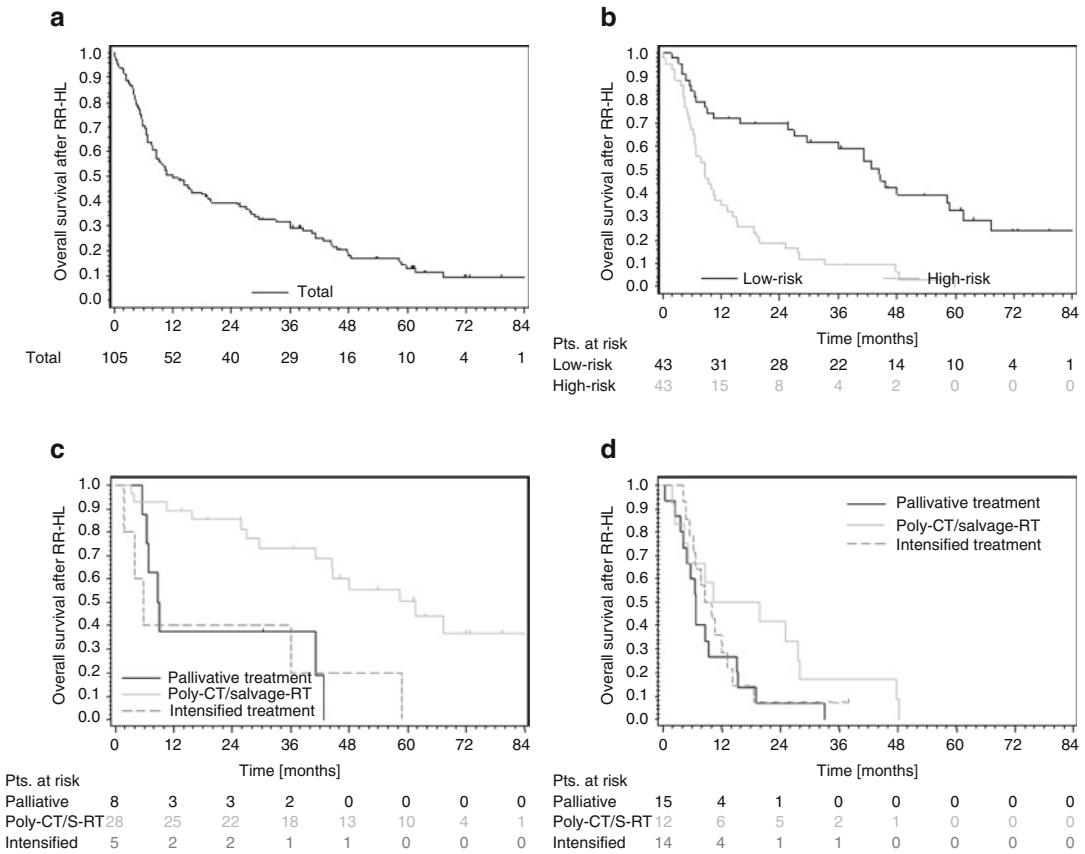 a
Overall survival after RR-HL
1.0
0.9
0.8
0.7
0.6
0.5
0.4
0.3
0.2
0.1
0.0
Total
0 12 24 36 48 60 72 84
Total 105 52 40 29 16 10 4 1
b
Overall survival after RR-HL
1.0
0.9
0.8
0.7
0.6
0.5
0.4
0.3
0.2
0.1
0.0
Low-risk High-risk
0 12 24 36 48 60 72 84
Time [months]
Pts. at risk
Low-risk 43 31 28 22 14 10 4 1
High-risk 43 15 8 4 2 0 0 0
c
Overall survival after RR-HL
1.0
0.9
0.8
0.7
0.6
0.5
0.4
0.3
0.2
0.1
0.0
Pallivative treatment
Poly-CT/salvage-RT
Intensified treatment
0 12 24 36 48 60 72 84
Time [months]
Pts. at risk
Palliative 8 3 3 2 0 0 0 0
Poly-CT/S-RT 28 25 22 18 13 10 4 1
Intensified 5 2 2 1 1 0 0 0
d
Overall survival after RR-HL
1.0
0.9
0.8
0.7
0.6
0.5
0.4
0.3
0.2
0.1
0.0
Pallivative treatment
Poly-CT/salvage-RT
Intensified treatment
0 12 24 36 48 60 72 84
Time [months]
Pts. at risk
Palliative 15 4 1 0 0 0 0 0
Poly-CT/S-RT 12 6 5 2 1 0 0 0
Intensified 14 4 1 1 0 0 0 0